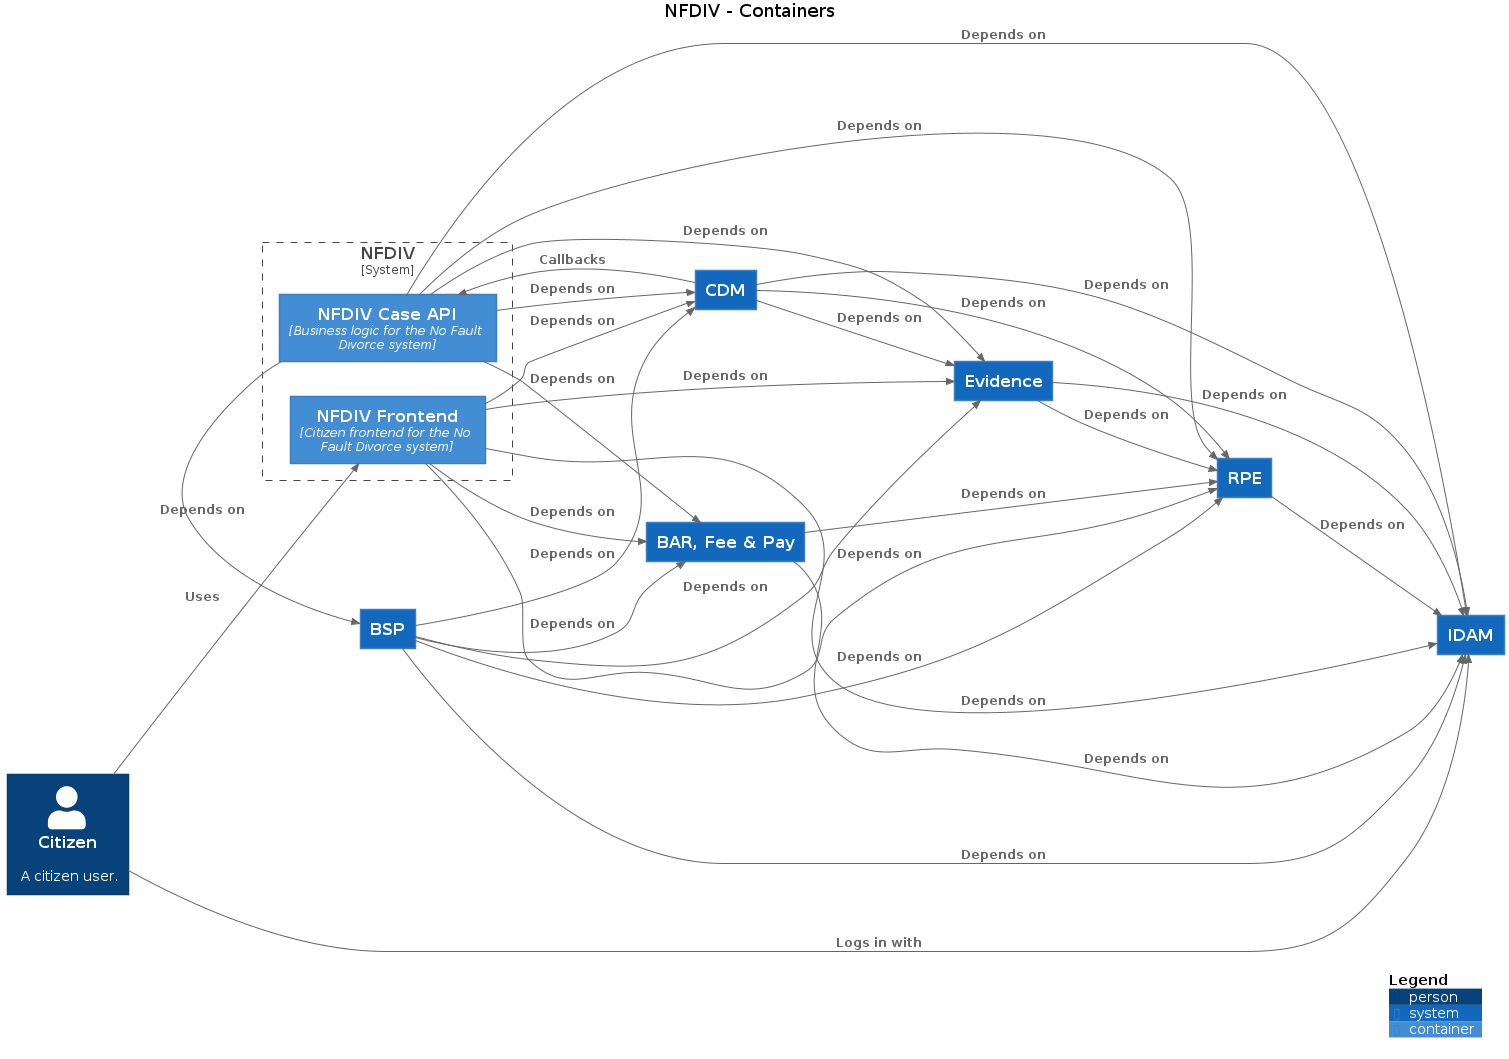 NFDIV - Containers
Depends on
Depends on
Depends on
NFDIV
[System]
Callbacks
Depends on
Depends on
NFDIV Case API
[Business logic for the No Fault
Divorce system]
CDM
Depends on
Depends on
Depends on
Depends on
Depends on
NFDIV Frontend
[Citizen frontend for the No
Fault Divorce system]
Evidence
Depends on
Depends on
RPE
Depends on
Depends on
Depends on
Depends on
BAR, Fee & Pay
Depends on
Depends on
Depends on
Uses
Depends on
BSP
Depends on
IDAM
Depends on
Depends on
Depends on
Citizen
A citizen user.
Depends on
Logs in with
Legend
person
system
container